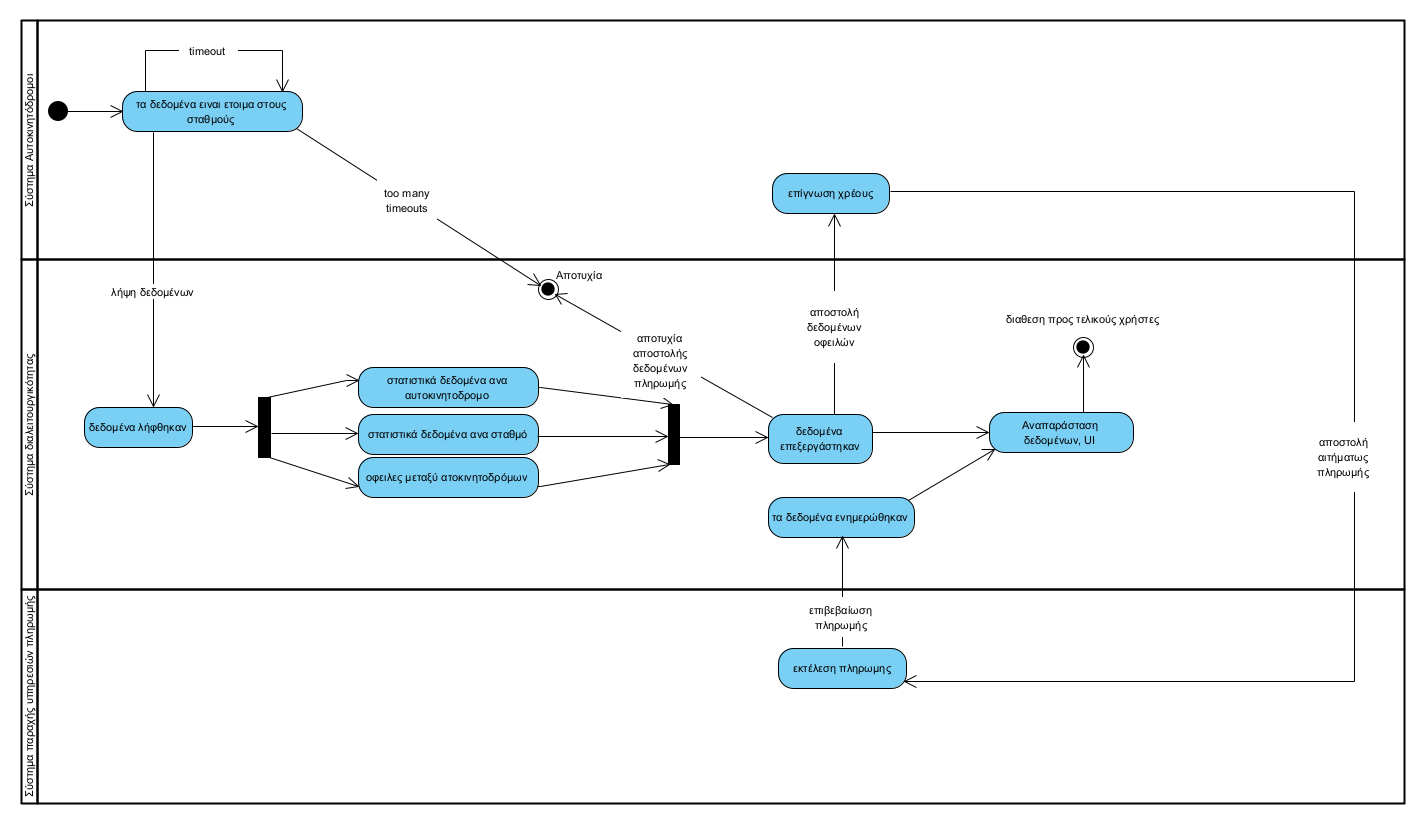 Σύστημα Αυτοκινητόδρομοι
timeout
τα δεδομένα ειναι ετοιμα στους
σταθμούς
too many
timeouts
επίγνωση χρέους
Σύστημα διαλειτουργικότητας
λήψη δεδομένων
Αποτυχία
αποτυχία
αποστολής
δεδομένων
πληρωμής
αποστολή
δεδομένων
οφειλών
διαθεση προς τελικούς χρήστες
δεδομένα λήφθηκαν
στατιστικά δεδομένα ανα
αυτοκινητοδρομο
στατιστικά δεδομένα ανα σταθμό
οφειλες μεταξύ ατοκινητοδρόμων
δεδομένα
επεξεργάστηκαν
Αναπαράσταση
δεδομένων, UI
τα δεδομένα ενημερώθηκαν
αποστολή
αιτήματως
πληρωμής
Σύστημα παραχής υπηρεσιών πληρωμής
επιβεβαίωση
πληρωμής
εκτέλεση πληρωμης